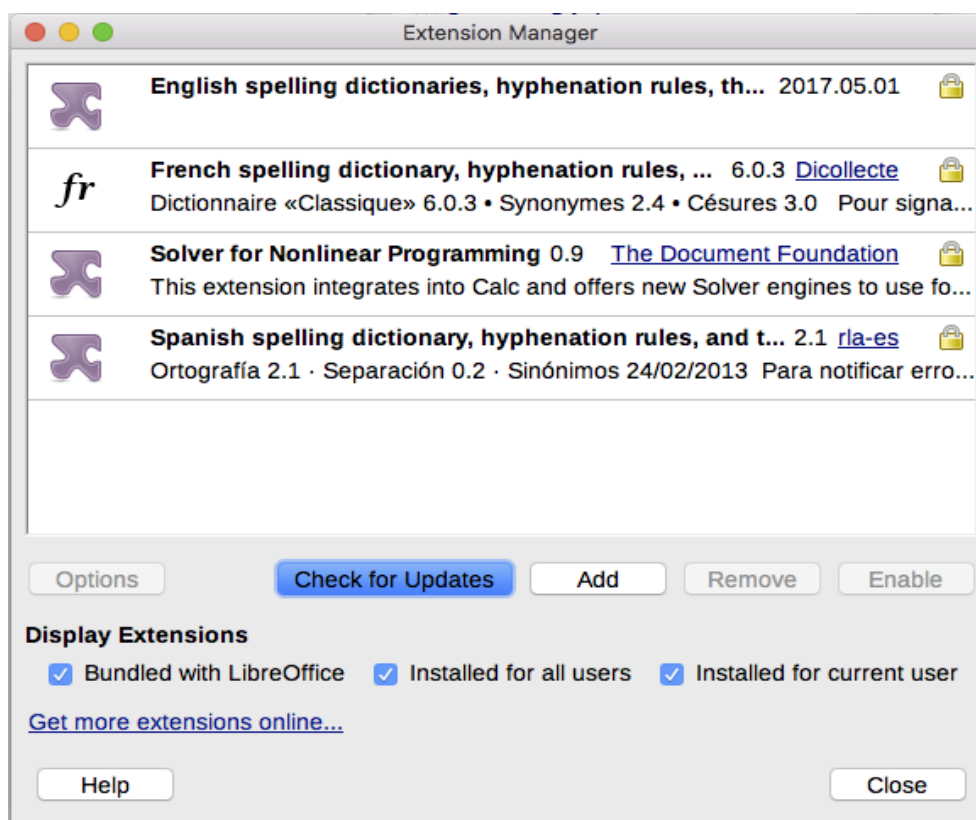 Extension Manager
English spelling dictionaries, hyphenation rules, th... 2017.05.01
fr
French spelling dictionary, hyphenation rules, ... 6.0.3 Dicollecte
Dictionnaire «Classique» 6.0.3 • Synonymes 2.4 • Césures 3.0 Pour signa...
Solver for Nonlinear Programming 0.9 The Document Foundation
This extension integrates into Calc and offers new Solver engines to use fo...
Spanish spelling dictionary, hyphenation rules, and t... 2.1 rla-es
Ortografía 2.1 · Separación 0.2 · Sinónimos 24/02/2013 Para notificar erro...
Options Check for Updates Add Remove Enable
Display Extensions
Bundled with LibreOffice Installed for all users Installed for current user
Get more extensions online...
Help Close